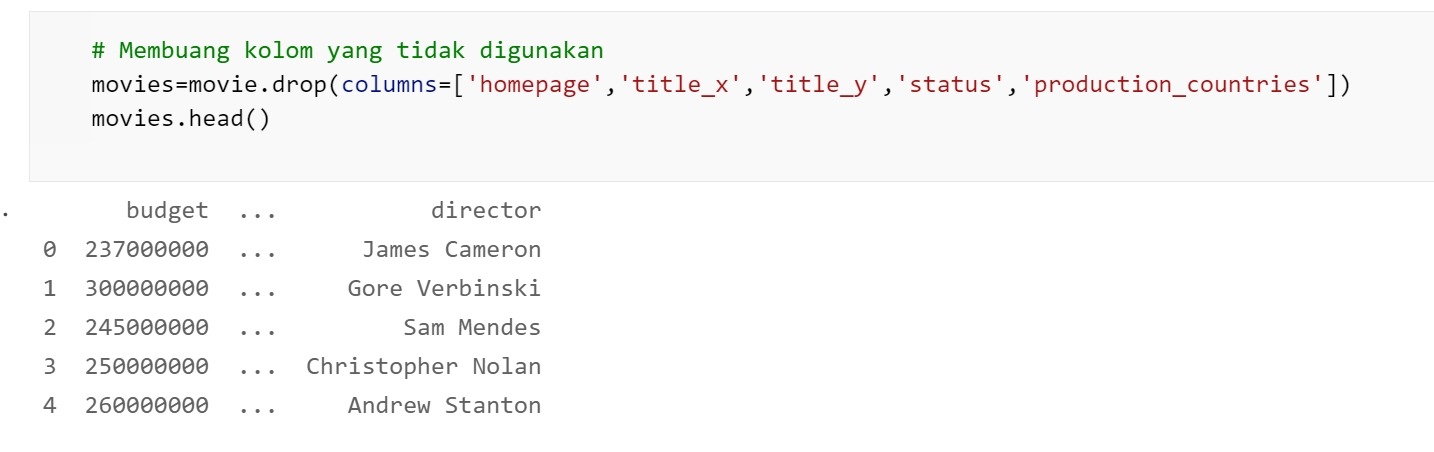 # Membuang kolom yang tidak digunakan
movies=movie.drop(columns=['homepage','title_x','title_y','status','production_countries'])
movies.head()
. budget ... director
0 237000000 ... James Cameron
1 300000000 ... Gore Verbinski
2 245000000 ... Sam Mendes
3 250000000 ... Christopher Nolan
4 260000000 ... Andrew Stanton